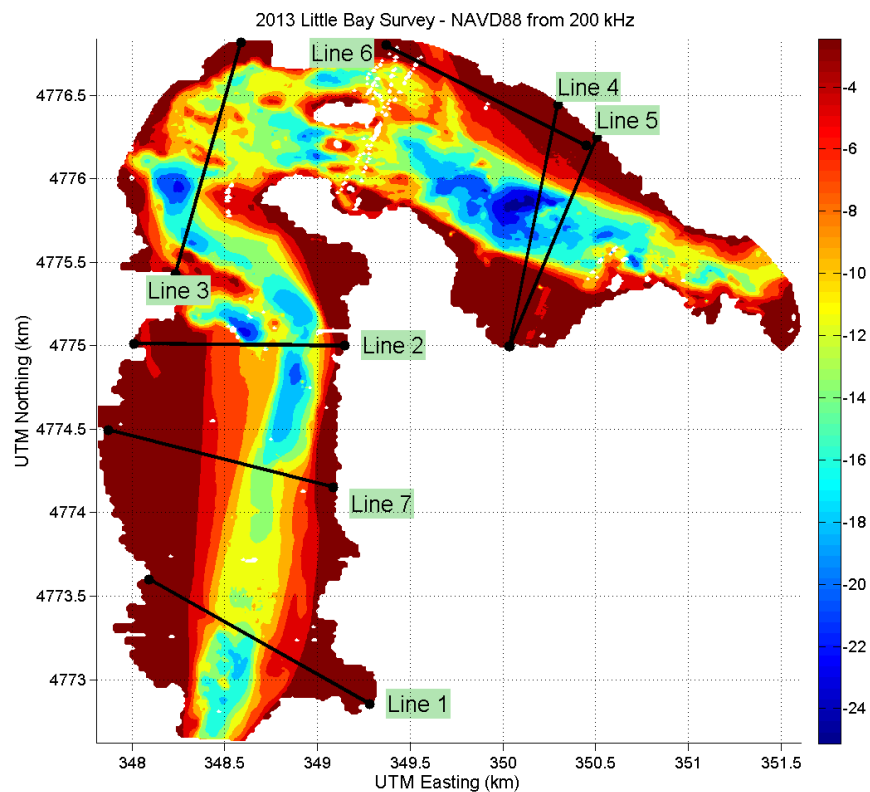 2013 Little Bay Survey - NAVD88 from 200 kHz
Line 6
Line 4
Line 5
Line 3
Line 2
Line 7
Line 1
UTM Northing (km)
4776.5
4776
4775.5
4775
4774.5
4774
4773.5
4773
348
348.5
349
349.5
350
350.5
351
351.5
UTM Easting (km)
-4
-6
-8
-10
-12
-14
-16
-18
-20
-22
-24